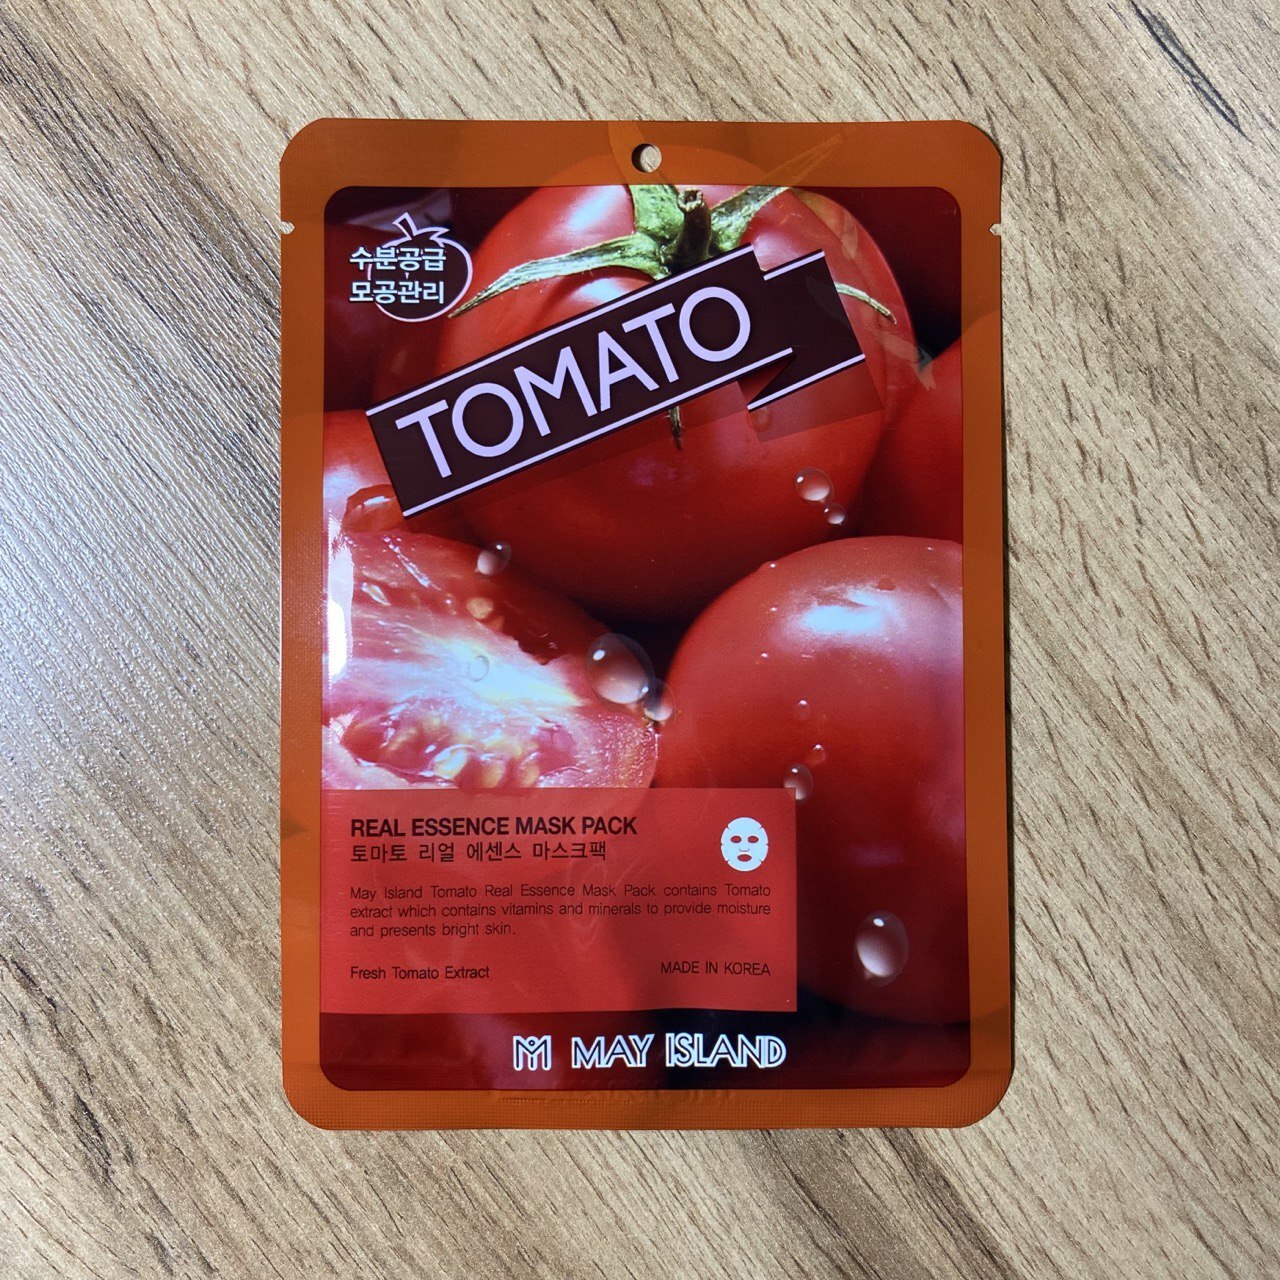 수분공급
모공관리
TOMATO
REAL ESSENCE MASK PACK
토마토 리얼 에센스 마스크팩
May Island Tomato Real Essence Mask Pack contains Tomato
extract which contains vitamins and minerals to provide moisture
and presents bright skin.
Fresh Tomato Extract
MADE IN KOREA
MAY ISLAND